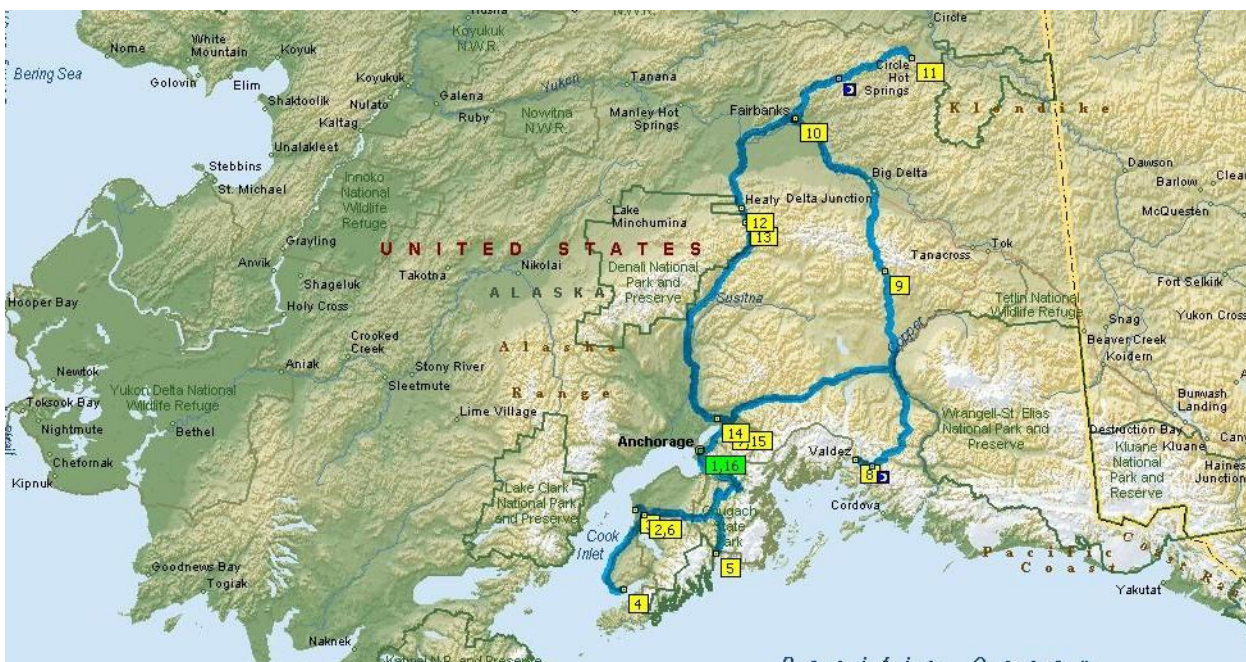 Huslia
N.W.R.
Circle
White
Mountain
Koyuk
Koyukuk
N.W.R.
Nome
Golovin
Elim
Bering Sea
Koyukuk
Yukon
Tanana
Circle
Hot
Springs
11
Shaktoolik
Nulato
Galena
Ruby
Nowitna
N.W.R.
Manley Hot
Springs
Fairbanks
10
Klondike
Kaltag
Unalakleet
Stebbins
St. Michael
Innoko
National
Wildlife
Refuge
Big Delta
Dawson
Barlow
McQuesten
Lake
Minchumina
Healy
Delta Junction
12
13
Grayling
Anvik
Shageluk
Holy Cross
UNITED STATES
Takotna
Nikolai
ALASKA
Denali National
Park and
Preserve
Tok
Tanacross
9
Susitna
Tetlin National
Wildlife Refuge
Fort Selkirk
Yukon Cross
Hooper Bay
Snag
Beaver Creek
Koidern
Crooked
Creek
Aniak
Stony River
Sleetmute
Alaska
Range
Newtok
Toksook Bay
Nightmute
Yukon Delta National
Wildlife Refuge
Bethel
Lime Village
Wrangell-St. Elias
National Park and
Preserve
Burwash
Landing
Destruction Bay
Kluane
Kluane
National
Park and
Reserve
Haines
Junction
Chefornak
Kipnuk
Anchorage
14
15
1,16
Valdez
8
Cordova
Lake Clark
National Park
and Preserve
Chugach
State
Park
Cook
Inlet
2,6
5
4
Pacific
Coast
Coast
Yakutat
Goodnews Bay
Togiak
Naknek